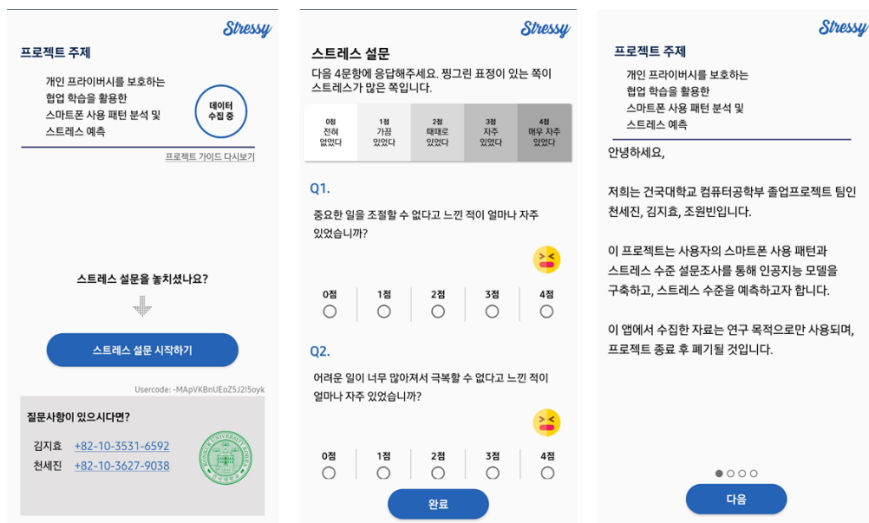 Stressy
프로젝트 주제
개인 프라이버시를 보호하는
협업 학습을 활용한
스마트폰 사용 패턴 분석 및
스트레스 예측
데이터
수집 중
프로젝트 가이드 다시보기
스트레스 설문을 놓치셨나요?
스트레스 설문 시작하기
Usercode: -MApVKBnUEoZ5J2I5oyk
질문사항이 있으시다면?
김지효 +82-10-3531-6592
천세진 +82-10-3627-9038
Stressy
스트레스 설문
다음 4문항에 응답해주세요. 찡그린 표정이 있는 쪽이
스트레스가 많은 쪽입니다.
0점 1점 2점 3점 4점
전혀 가끔 때때로 자주 매우 자주
없었다 있었다 있었다 있었다 있었다
Q1.
중요한 일을 조절할 수 없다고 느낀 적이 얼마나 자주
있었습니까?
0점 1점 2점 3점 4점
Q2.
어려운 일이 너무 많아져서 극복할 수 없다고 느낀 적이
얼마나 자주 있었습니까?
0점 1점 2점 3점 4점
완료
Stressy
프로젝트 주제
개인 프라이버시를 보호하는
협업 학습을 활용한
스마트폰 사용 패턴 분석 및
스트레스 예측
안녕하세요,
저희는 건국대학교 컴퓨터공학부 졸업프로젝트 팀인
천세진, 김지효, 조원빈입니다.
이 프로젝트는 사용자의 스마트폰 사용 패턴과
스트레스 수준 설문조사를 통해 인공지능 모델을
구축하고, 스트레스 수준을 예측하고자 합니다.
이 앱에서 수집한 자료는 연구 목적으로만 사용되며,
프로젝트 종료 후 폐기될 것입니다.
다음